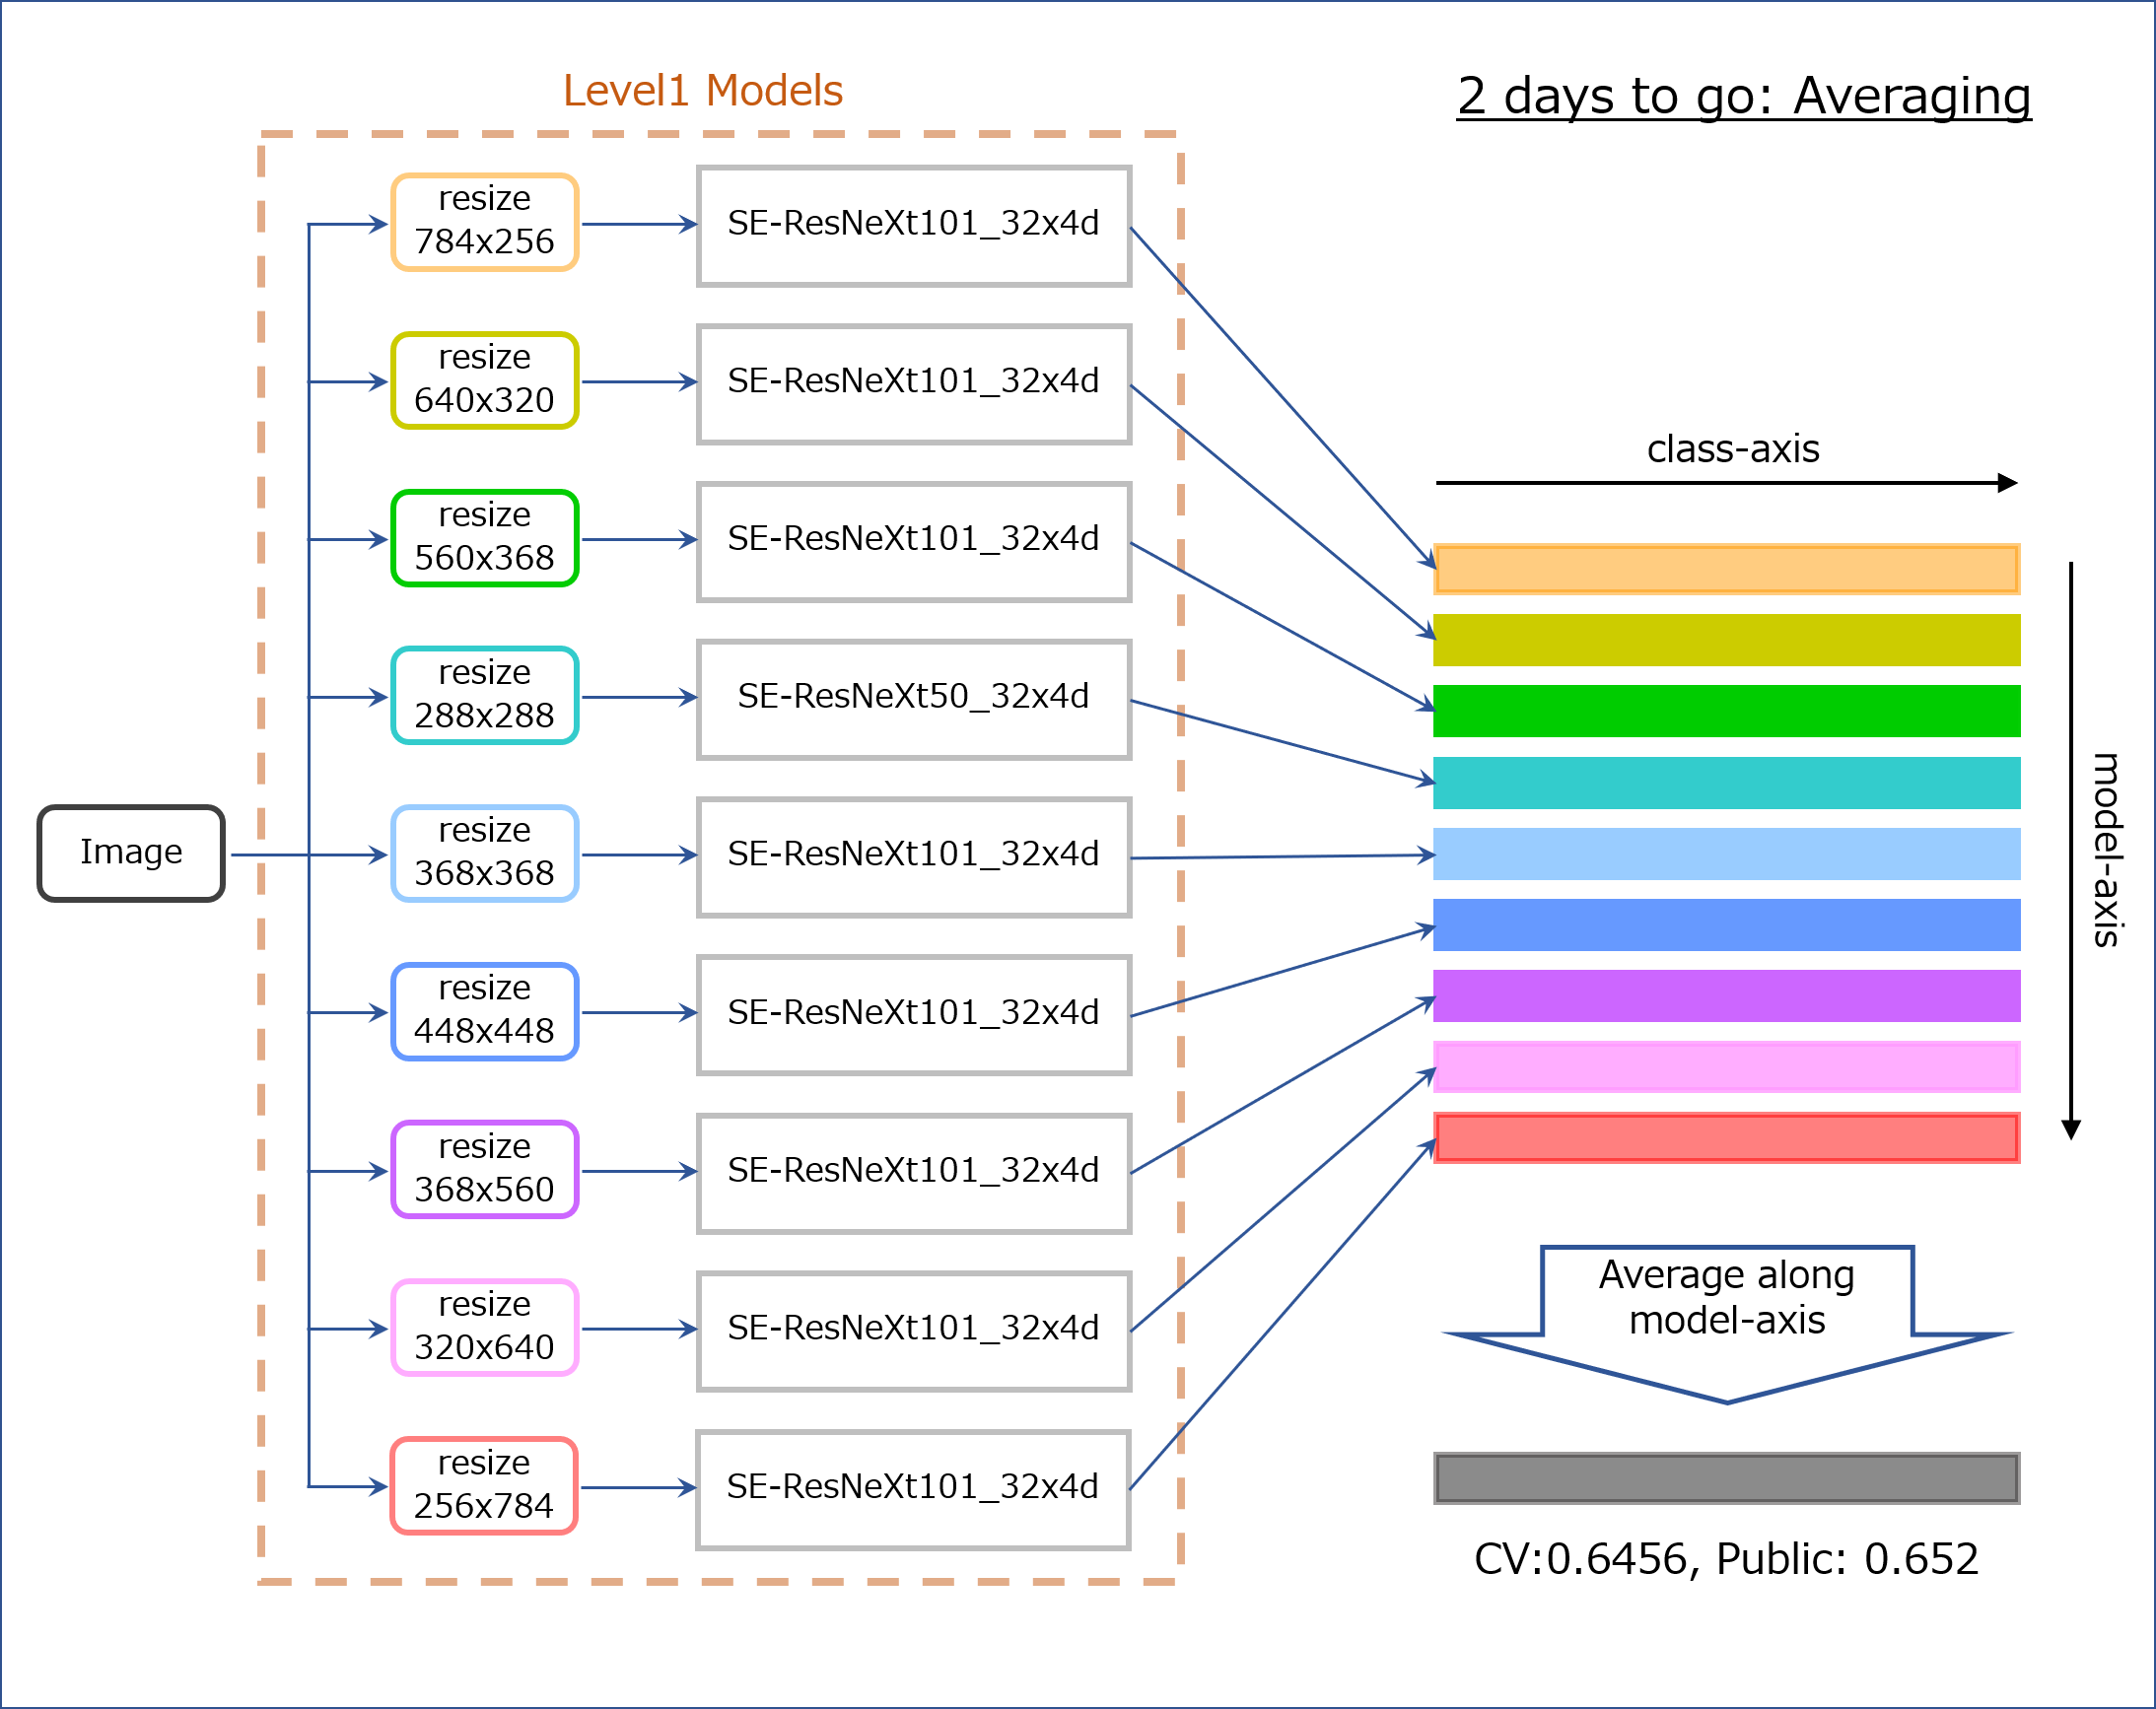 Level1 Models
2 days to go: Averaging
resize
784x256
SE-ResNeXt101_32x4d
resize
640x320
SE-ResNeXt101_32x4d
resize
560x368
SE-ResNeXt101_32x4d
resize
288x288
SE-ResNeXt50_32x4d
Image
resize
368x368
SE-ResNeXt101_32x4d
resize
448x448
SE-ResNeXt101_32x4d
resize
368x560
SE-ResNeXt101_32x4d
resize
320x640
SE-ResNeXt101_32x4d
resize
256x784
SE-ResNeXt101_32x4d
class-axis
model-axis
Average along
model-axis
CV:0.6456, Public: 0.652